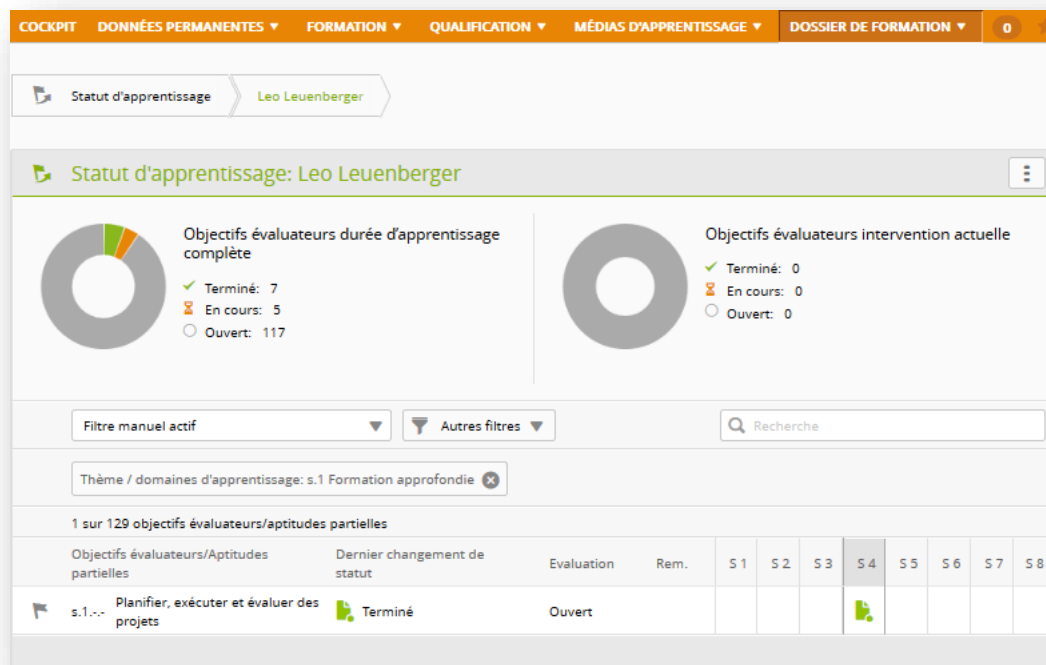 COCKPIT DONNÉES PERMANENTES FORMATION QUALIFICATION MÉDIAS D'APPRENTISSAGE DOSSIER DE FORMATION 0
Statut d'apprentissage Leo Leuenberger
Statut d'apprentissage: Leo Leuenberger
Objectifs évaluateurs durée d'apprentissage
complète
Terminé: 7
En cours: 5
Ouvert: 117
Objectifs évaluateurs intervention actuelle
Terminé: 0
En cours: 0
Ouvert: 0
Filtre manuel actif Autres filtres Recherche
Thème / domaines d'apprentissage: s.1 Formation approfondie
1 sur 129 objectifs évaluateurs/aptitudes partielles
Objectifs évaluateurs/Aptitudes
partielles
Dernier changement de
statut
Evaluation Rem. S 1 S 2 S 3 S 4 S 5 S 6 S 7 S 8
s.1.-.- Planifier, exécuter et évaluer des
projets
Terminé Ouvert